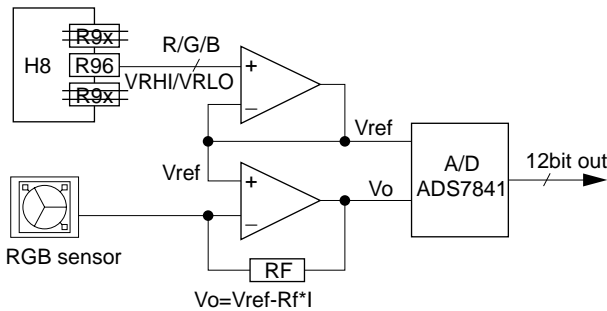 R9x
H8
R96
R9x
R/G/B
VRHI/VRLO
+
−
Vref
Vref
+
−
Vo
A/D
ADS7841
12bit out
RGB sensor
RF
Vo=Vref-Rf*I